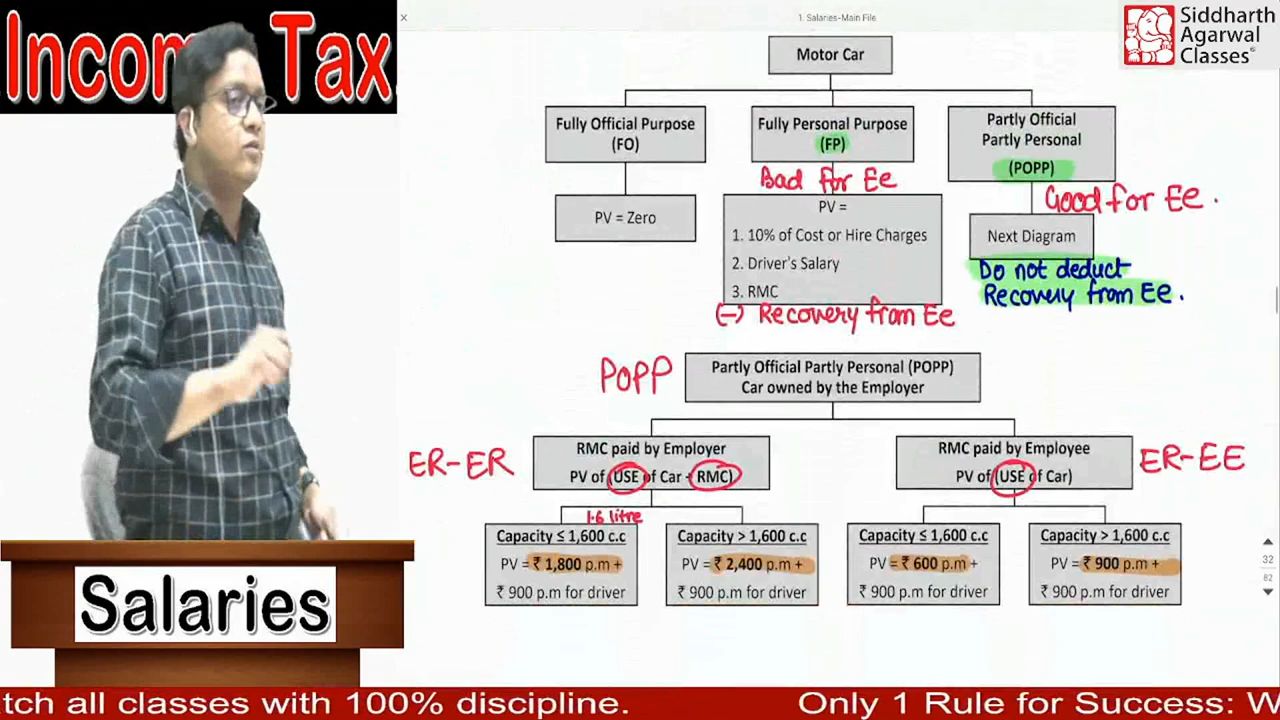 Income Tax
1. Salaries-Main File
Siddharth
Agarwal
Classes
Motor Car
Fully Official Purpose
(FO)
PV = Zero
Fully Personal Purpose
(FP)
Bad for Ee
PV =
1. 10% of Cost or Hire Charges
2. Driver's Salary
3. RMC
(-) Recovery from Ee
Partly Official
Partly Personal
(POPP)
Good for Ee.
Next Diagram
Do not deduct
Recovery from Ee.
POPP
Partly Official Partly Personal (POPP)
Car owned by the Employer
ER-ER
RMC paid by Employer
PV of (USE of Car + RMC)
RMC paid by Employee
PV of (USE of Car)
ER-EE
1.6 litre
Capacity ≤ 1,600 c.c
PV = ₹ 1,800 p.m +
₹ 900 p.m for driver
Capacity > 1,600 c.c
PV = ₹ 2,400 p.m +
₹ 900 p.m for driver
Capacity ≤ 1,600 c.c
PV = ₹ 600 p.m +
₹ 900 p.m for driver
Capacity > 1,600 c.c
PV = ₹ 900 p.m +
₹ 900 p.m for driver
32
82
Salaries
tch all classes with 100% discipline.
Only 1 Rule for Success: W